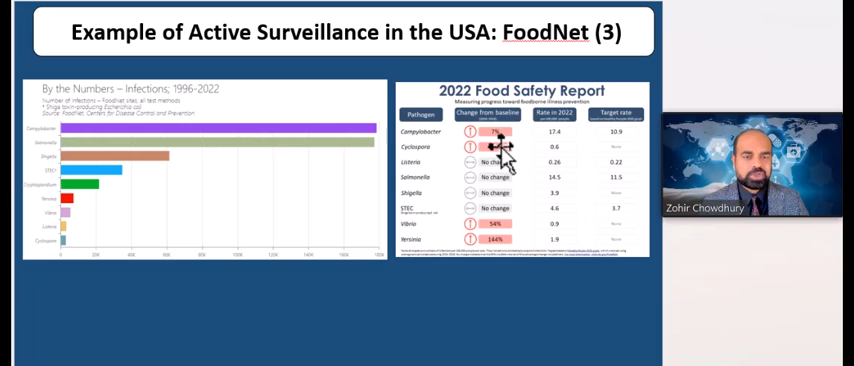 Example of Active Surveillance in the USA: FoodNet (3)
By the Numbers – Infections; 1996-2022
Number of infections – FoodNet sites; all test methods
* Shiga toxin-producing Escherichia coli
Source: FoodNet, Centers for Disease Control and Prevention
Campylobacter
Salmonella
Shigella
STEC*
Cryptosporidium
Yersinia
Vibrio
Listeria
Cyclospora
0 20K 40K 60K 80K 100K 120K 140K 160K 180K
2022 Food Safety Report
Measuring progress toward foodborne illness prevention
Pathogen Change from baseline Rate in 2022 Target rate
Campylobacter 7% 17.4 10.9
Cyclospora 0.6 None
Listeria No cha 0.26 0.22
Salmonella No change 14.5 11.5
Shigella No change 3.9 None
STEC No change 4.6 3.7
Vibrio 54% 0.9 None
Yersinia 144% 1.9 None
Zohir Chowdhury